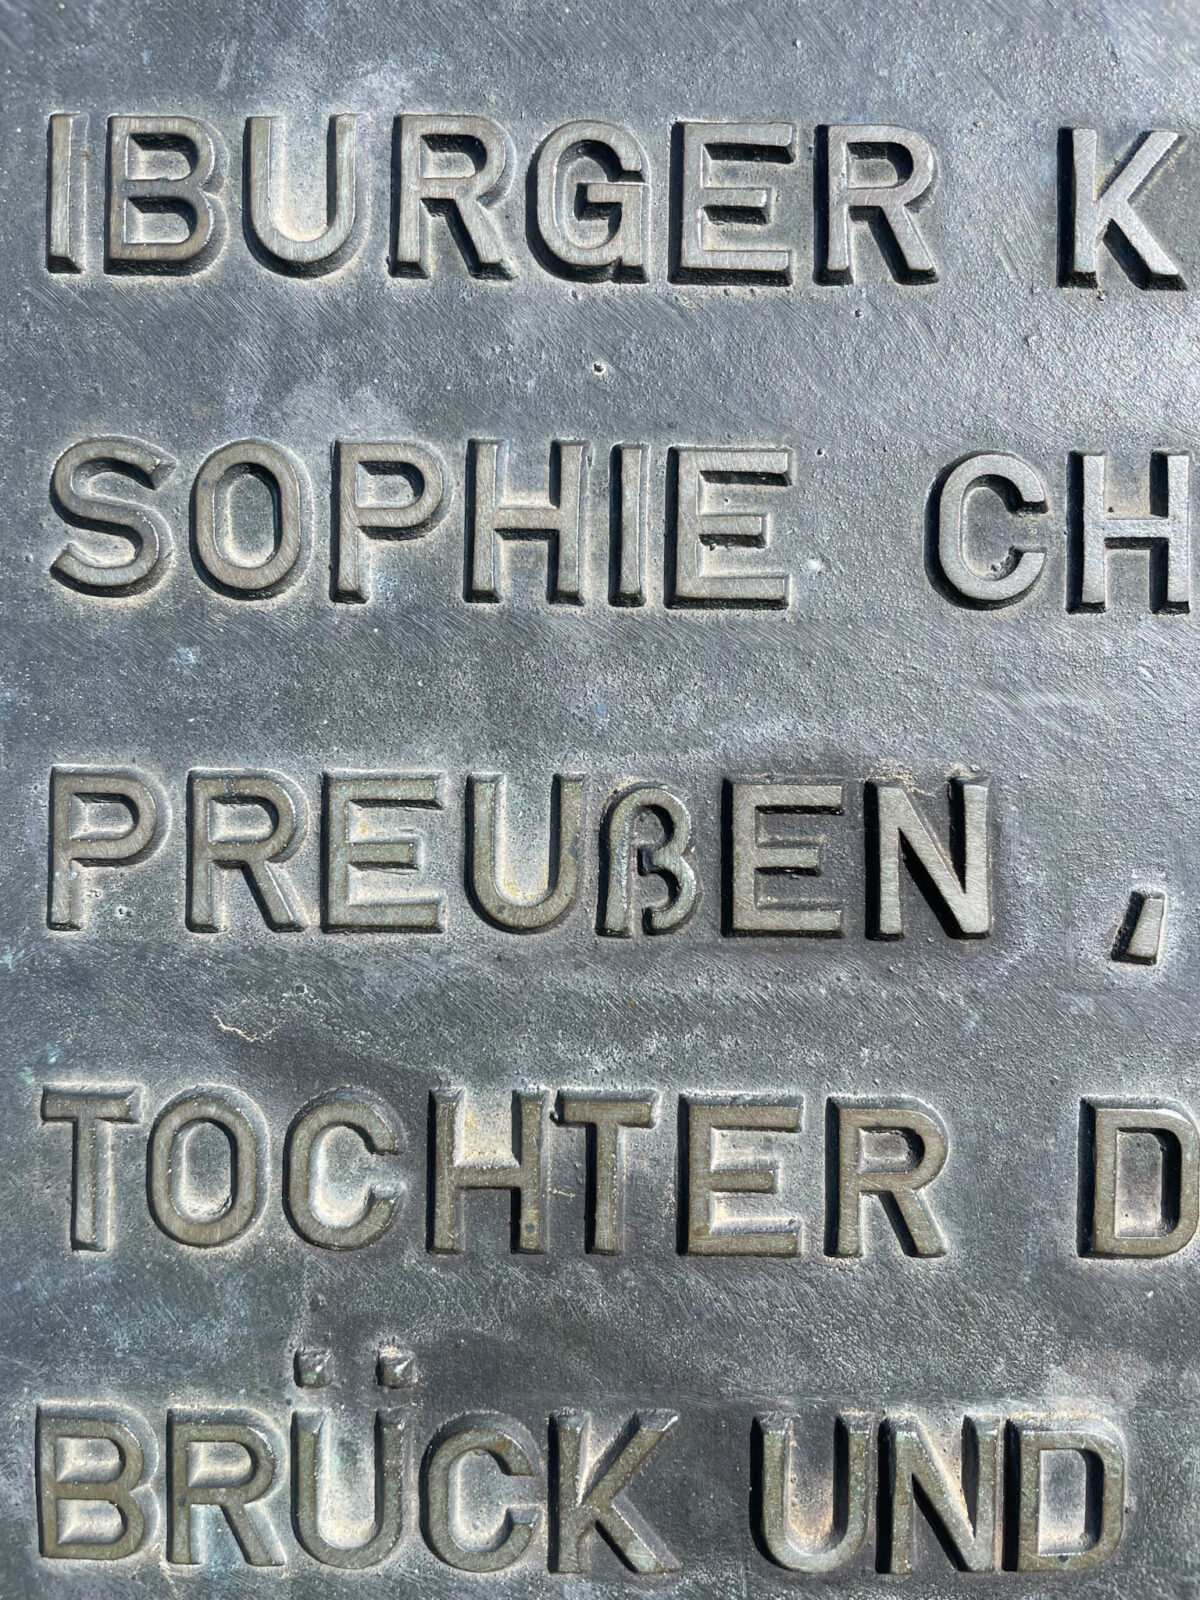 IBURGER K
SOPHIE CH
PREUßEN ,
TOCHTER D
BRÜCK UND